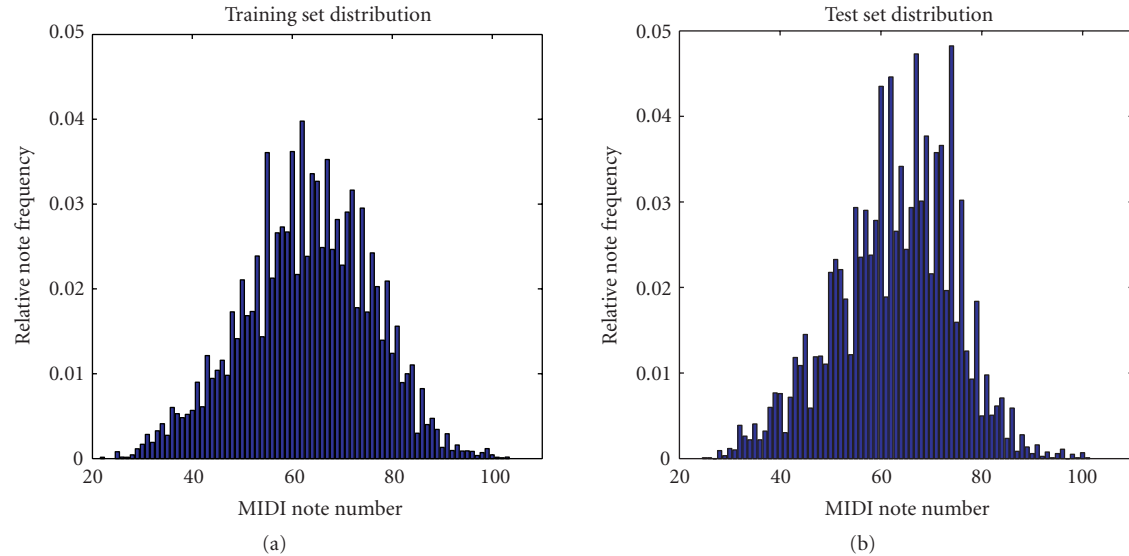 Training set distribution
0.05
0.04
0.03
0.02
0.01
0
Relative note frequency
20 40 60 80 100
MIDI note number
(a)
Test set distribution
0.05
0.04
0.03
0.02
0.01
0
Relative note frequency
20 40 60 80 100
MIDI note number
(b)